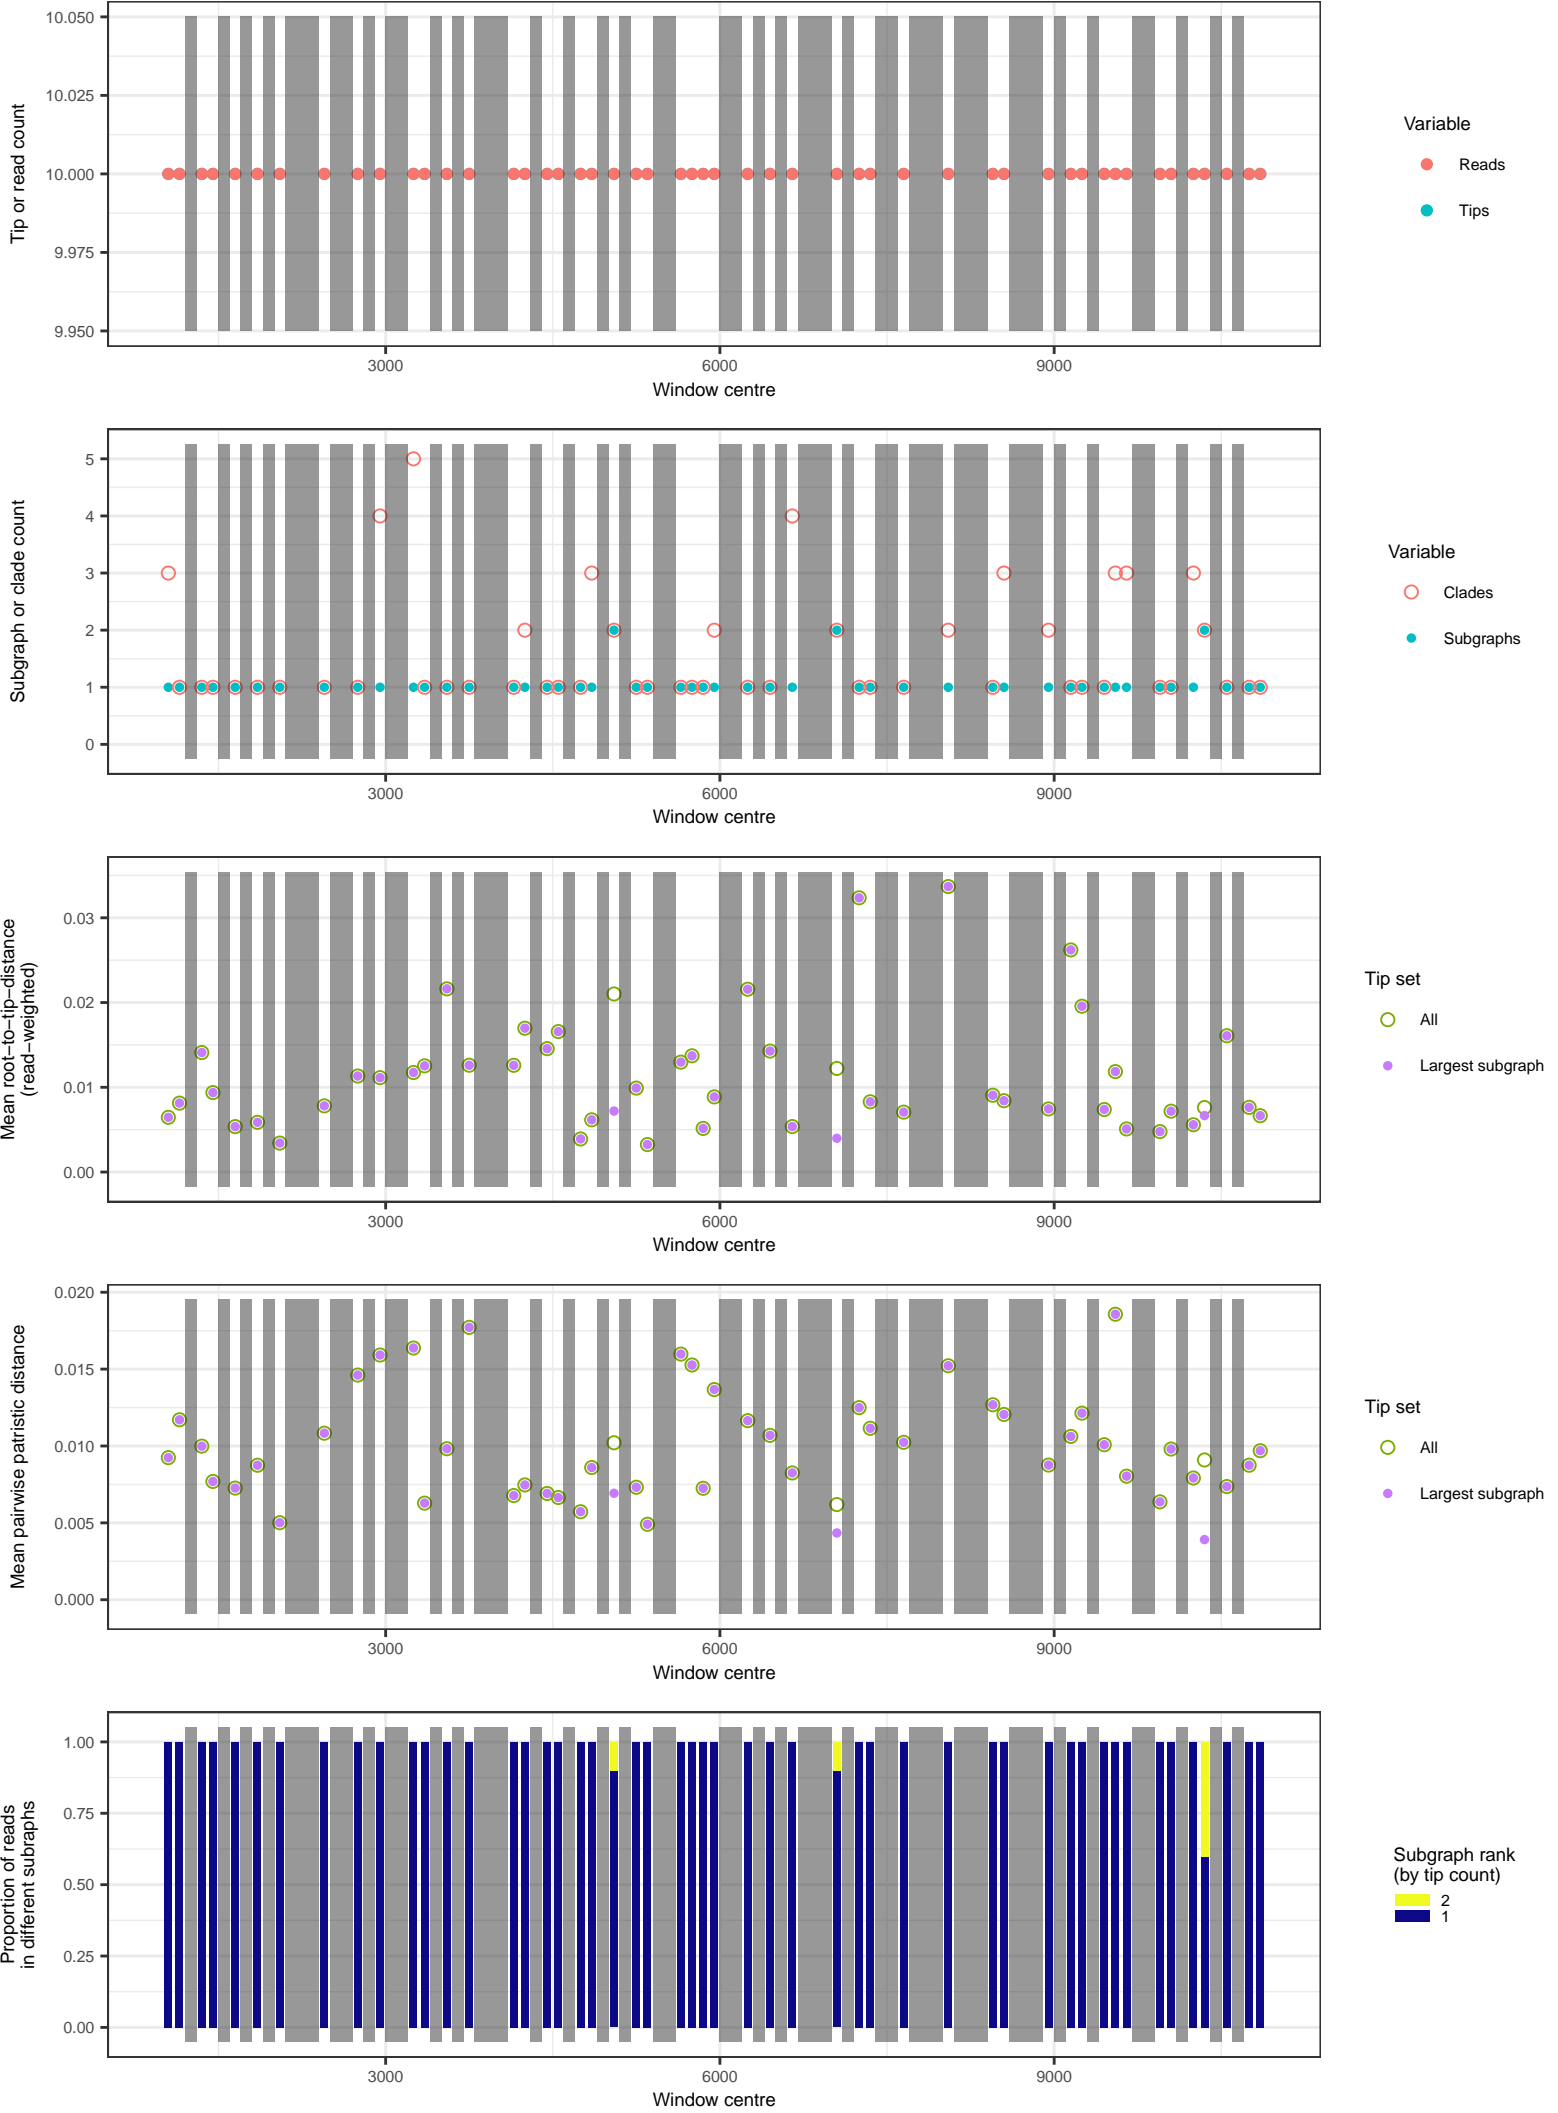 10.050
10.025
10.000
9.975
9.950
Tip or read count
3000 6000 9000
Window centre
Variable
Reads
Tips
5
4
3
2
1
0
Subgraph or clade count
3000 6000 9000
Window centre
Variable
Clades
Subgraphs
0.03
0.02
0.01
0.00
Mean root−to−tip−distance
(read−weighted)
3000 6000 9000
Window centre
Tip set
All
Largest subgraph
0.020
0.015
0.010
0.005
0.000
Mean pairwise patristic distance
3000 6000 9000
Window centre
Tip set
All
Largest subgraph
1.00
0.75
0.50
0.25
0.00
Proportion of reads
in different subraphs
3000 6000 9000
Window centre
Subgraph rank
(by tip count)
2
1